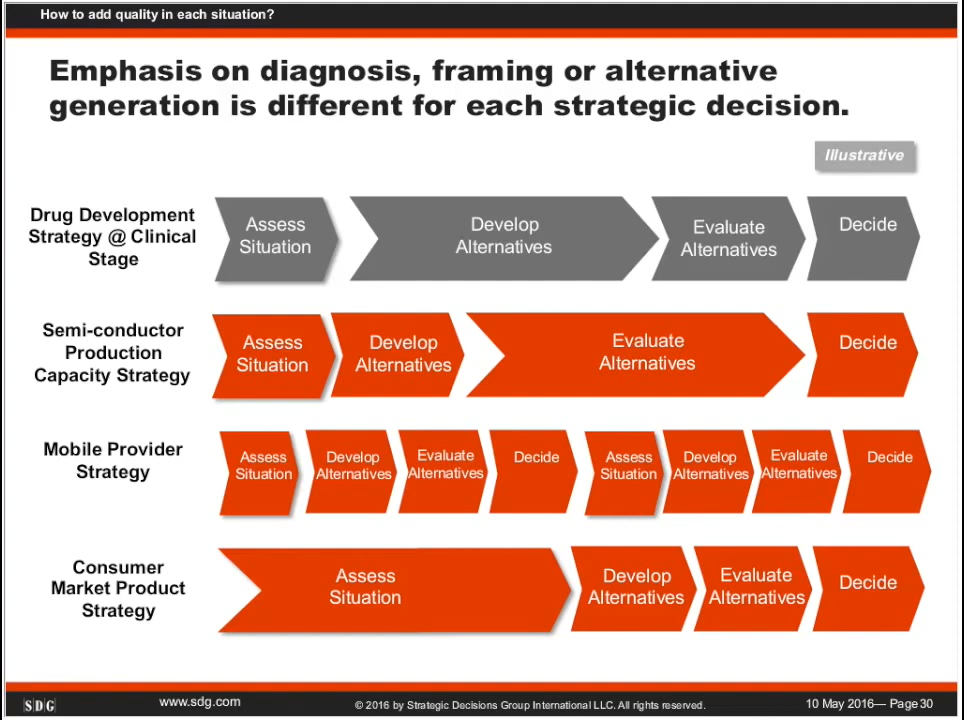 How to add quality in each situation?
Emphasis on diagnosis, framing or alternative
generation is different for each strategic decision.
Illustrative
Drug Development
Strategy @ Clinical
Stage
Assess
Situation
Develop
Alternatives
Evaluate
Alternatives
Decide
Semi-conductor
Production
Capacity Strategy
Assess
Situation
Develop
Alternatives
Evaluate
Alternatives
Decide
Mobile Provider
Strategy
Assess
Situation
Develop
Alternatives
Evaluate
Alternatives
Decide
Assess
Situation
Develop
Alternatives
Evaluate
Alternatives
Decide
Consumer
Market Product
Strategy
Assess
Situation
Develop
Alternatives
Evaluate
Alternatives
Decide
SDG
www.sdg.com
© 2016 by Strategic Decisions Group International LLC. All rights reserved.
10 May 2016— Page 30